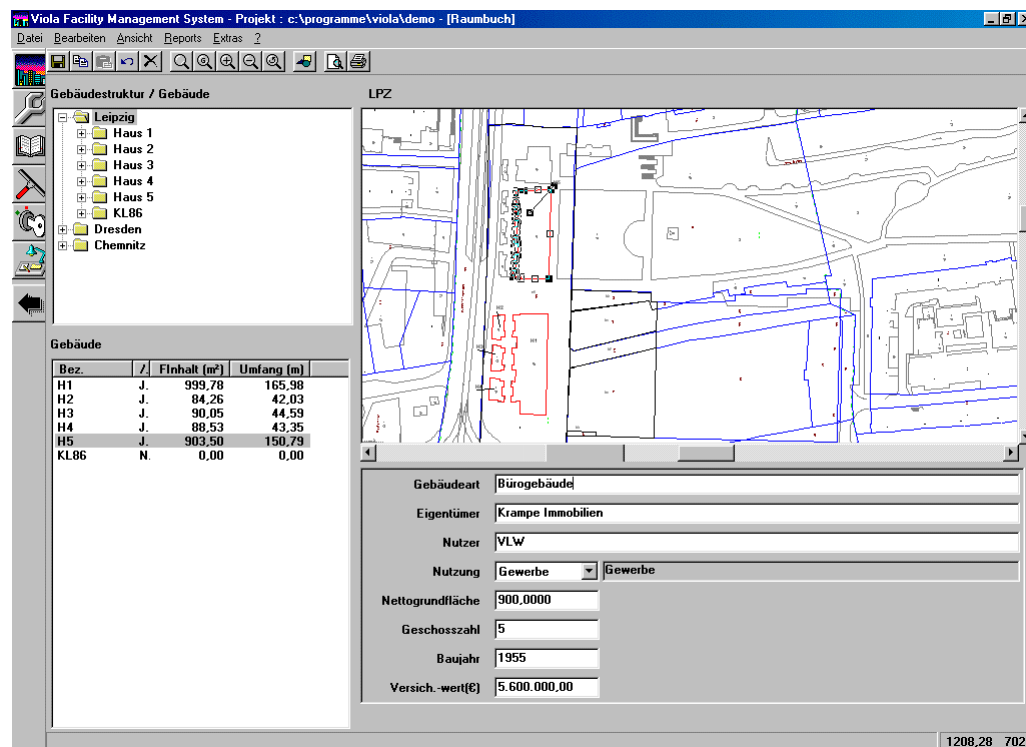 Viola Facility Management System - Projekt : c:\programme\viola\demo - [Raumbuch]
Datei Bearbeiten Ansicht Reports Extras ?
Gebäudestruktur / Gebäude
LPZ
Leipzig
Haus 1
Haus 2
Haus 3
Haus 4
Haus 5
KL86
Dresden
Chemnitz
Gebäude
Bez. /. FInhalt (m²) Umfang (m)
H1 J. 999,78 165,98
H2 J. 84,26 42,03
H3 J. 90,05 44,59
H4 J. 88,53 43,35
H5 J. 903,50 150,79
KL86 N. 0,00 0,00
Gebäudeart Bürogebäude
Eigentümer Krampe Immobilien
Nutzer VLW
Nutzung Gewerbe Gewerbe
Nettogrundfläche 900,0000
Geschosszahl 5
Baujahr 1955
Versich.-wert(€) 5.600.000,00
1208,28 702